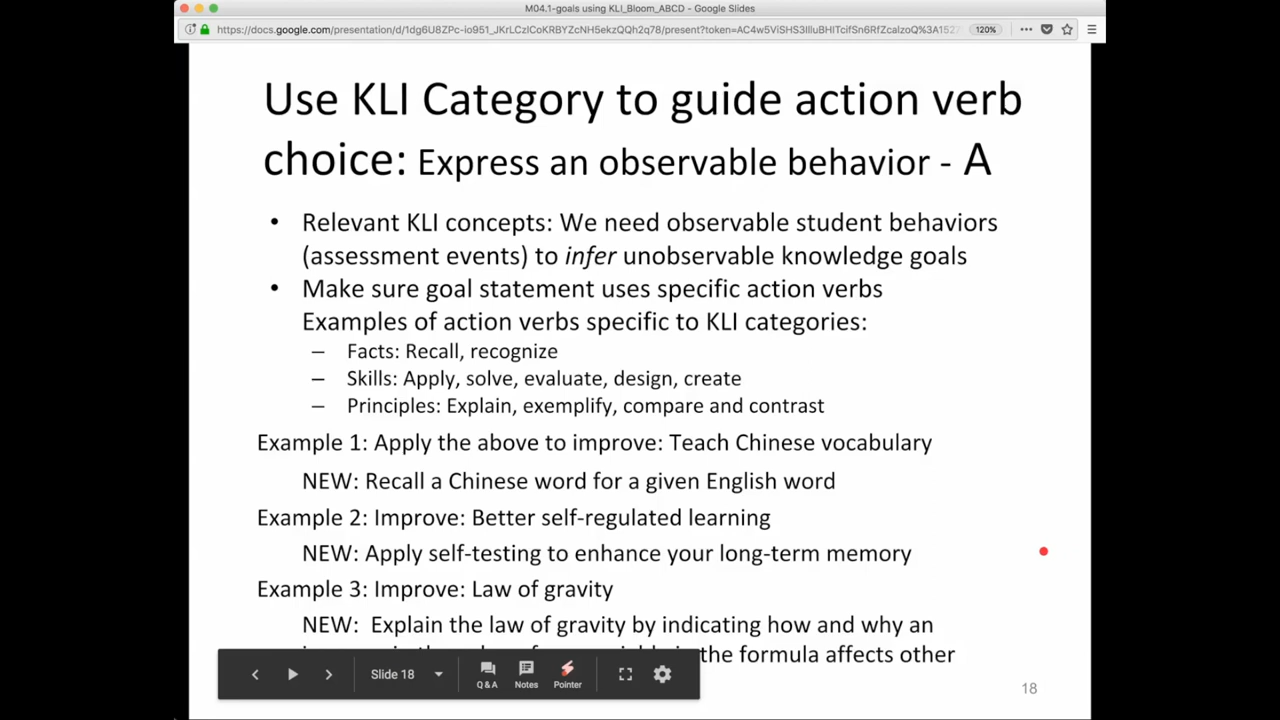 M04.1-goals using KLI_Bloom_ABCD - Google Slides
120%
Use KLI Category to guide action verb
choice: Express an observable behavior - A
• Relevant KLI concepts: We need observable student behaviors
(assessment events) to infer unobservable knowledge goals
• Make sure goal statement uses specific action verbs
Examples of action verbs specific to KLI categories:
– Facts: Recall, recognize
– Skills: Apply, solve, evaluate, design, create
– Principles: Explain, exemplify, compare and contrast
Example 1: Apply the above to improve: Teach Chinese vocabulary
NEW: Recall a Chinese word for a given English word
Example 2: Improve: Better self-regulated learning
NEW: Apply self-testing to enhance your long-term memory
Example 3: Improve: Law of gravity
NEW: Explain the law of gravity by indicating how and why an
the formula affects other
Slide 18
Q & A
Notes
Pointer
18